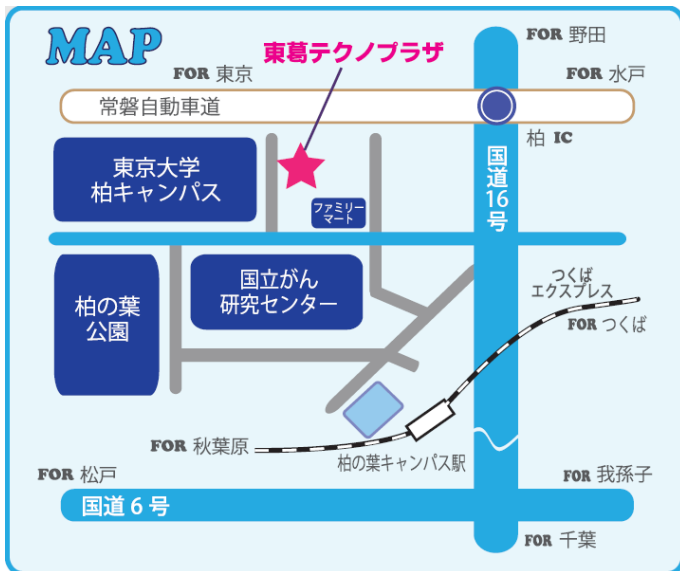 MAP
東葛テクノプラザ
FOR 野田
FOR 東京
FOR 水戸
常磐自動車道
柏 IC
東京大学
柏キャンパス
国道16号
ファミリー
マート
つくば
エクスプレス
柏の葉
公園
国立がん
研究センター
FOR つくば
FOR 秋葉原
柏の葉キャンパス駅
FOR 松戸
FOR 我孫子
国道6号
FOR 千葉